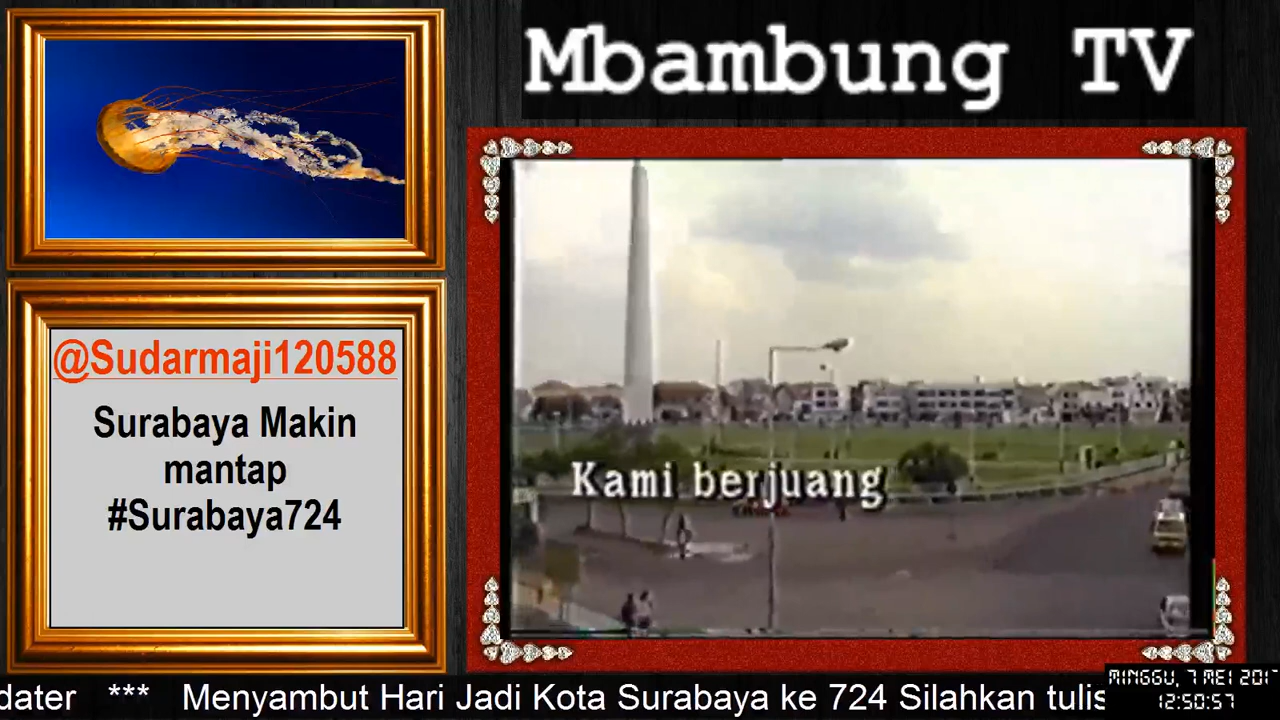 Mbambung TV
@Sudarmaji120588
Surabaya Makin
mantap
#Surabaya724
Kami berjuang
dater *** Menyambut Hari Jadi Kota Surabaya ke 724 Silahkan tulis
MINGGU, 7 MEI 2017
12:50:57